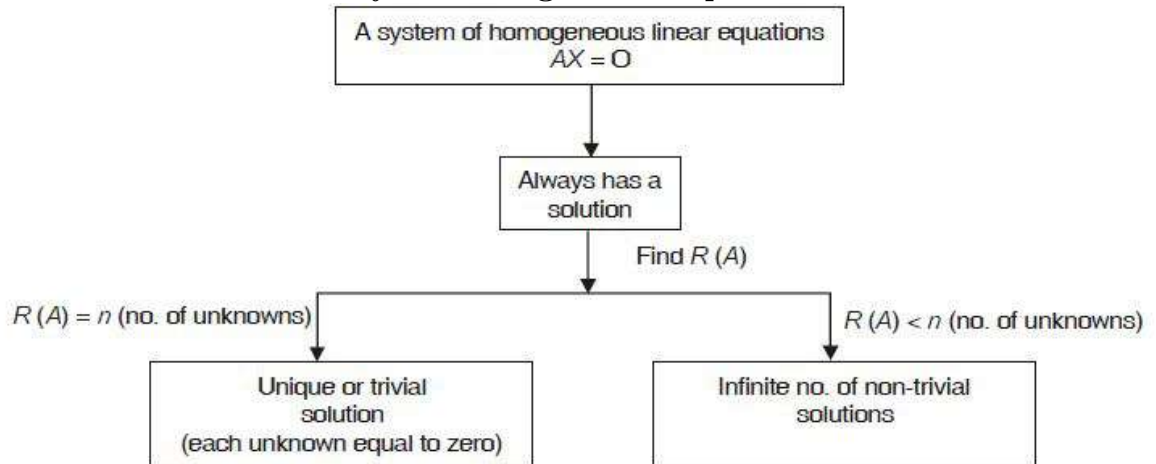 A system of homogeneous linear equations
AX = O
Always has a
solution
Find R (A)
R (A) = n (no. of unknowns)
R (A) < n (no. of unknowns)
Unique or trivial
solution
(each unknown equal to zero)
Infinite no. of non-trivial
solutions